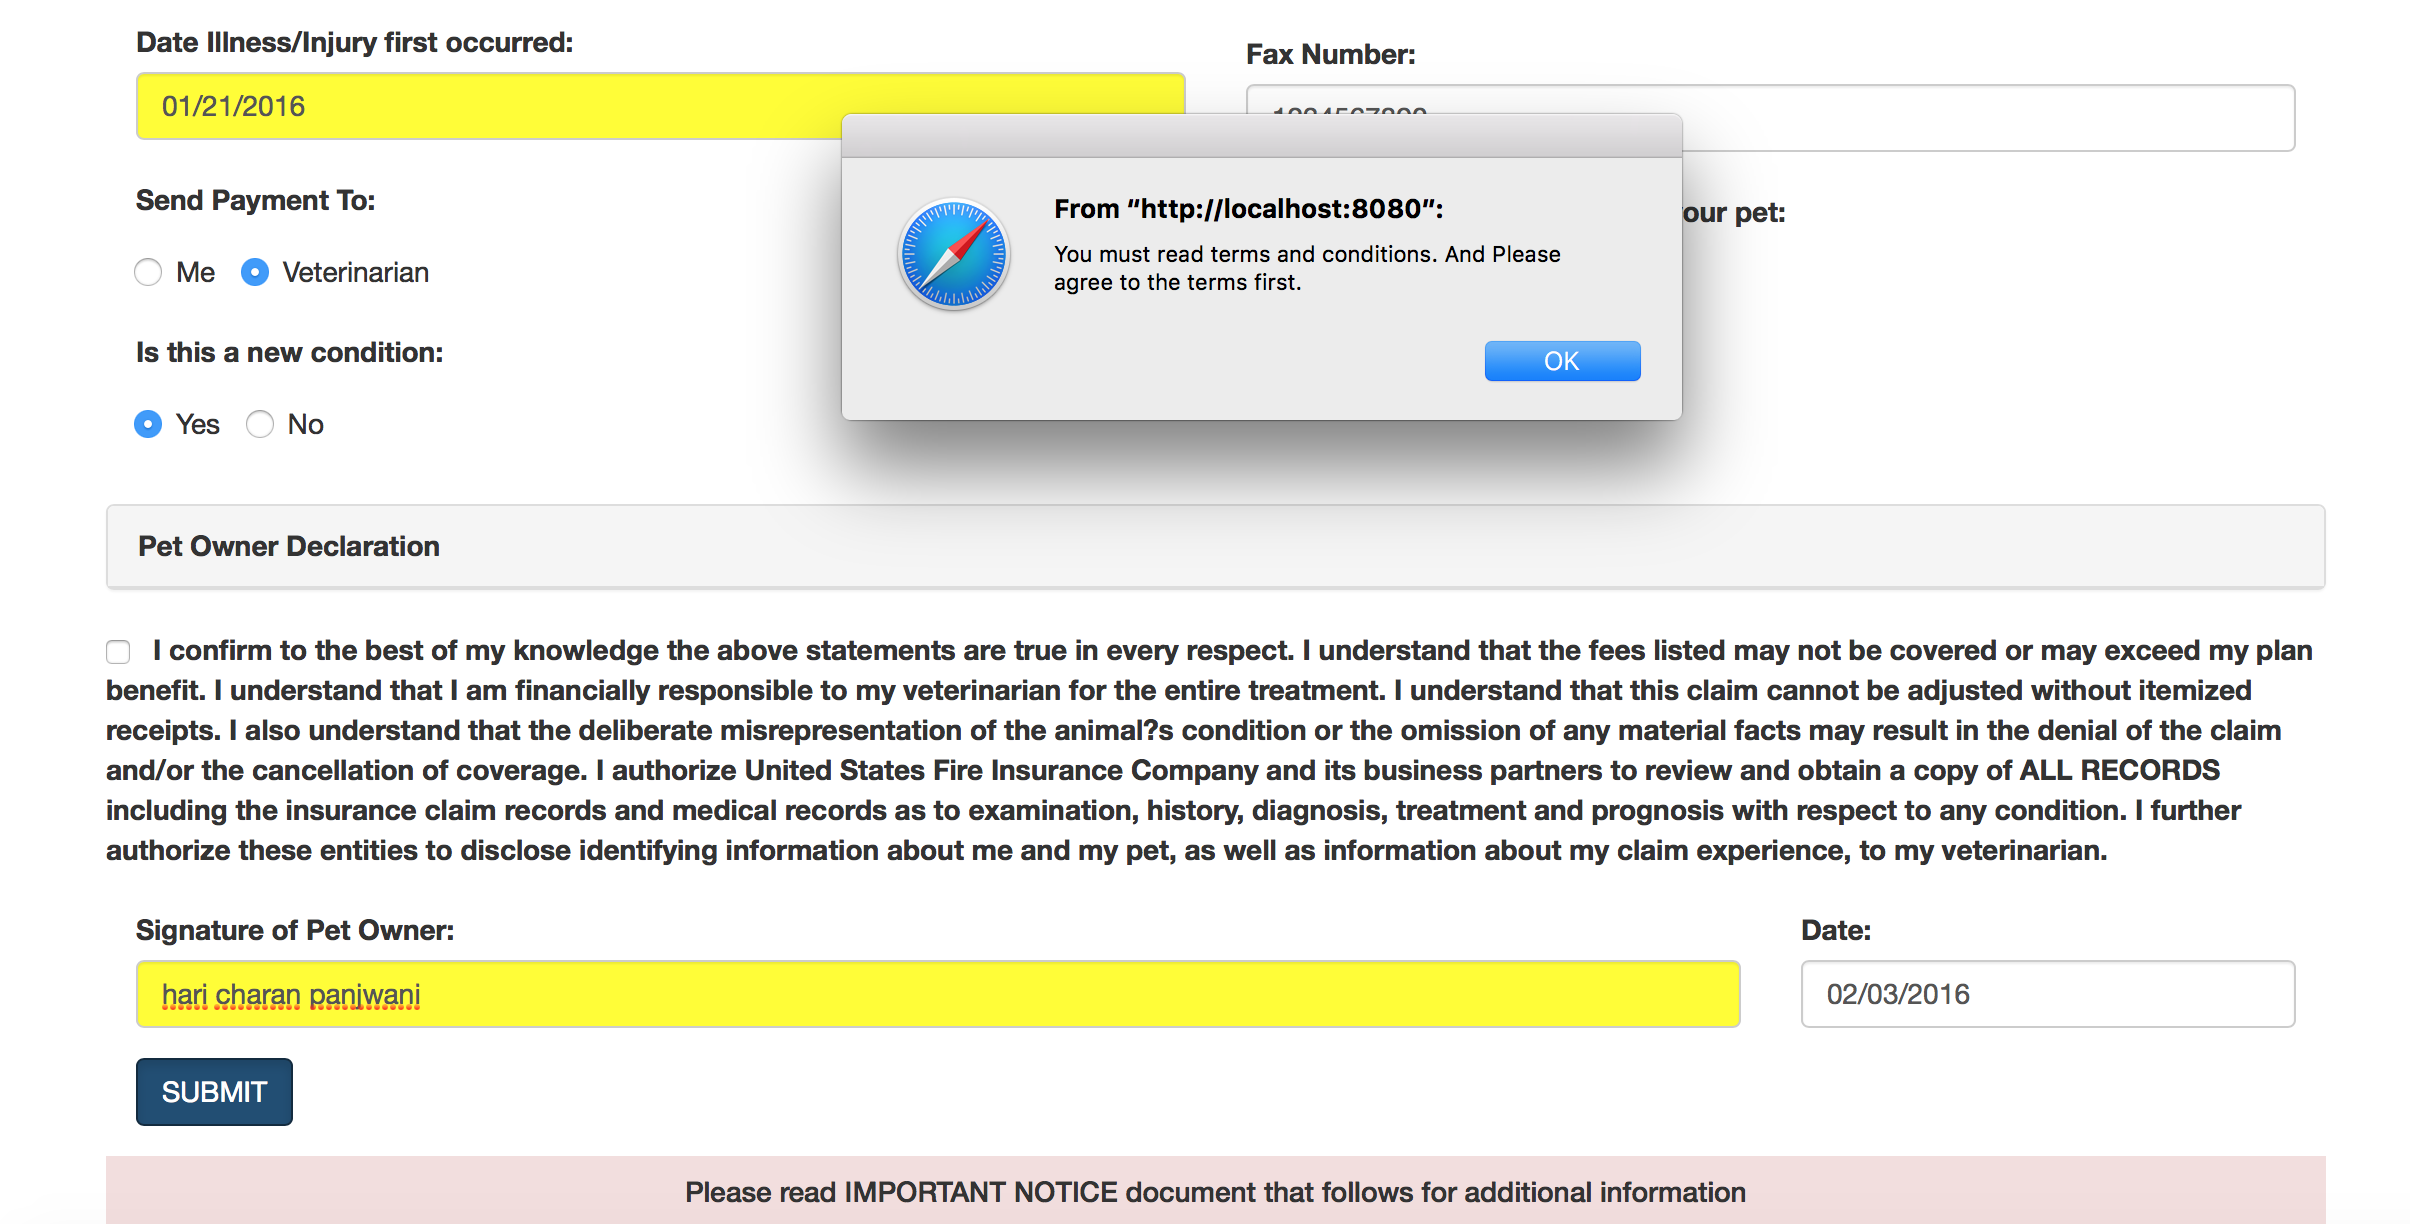 Date Illness/Injury first occurred:
01/21/2016
Fax Number:
Send Payment To:
Me Veterinarian
Is this a new condition:
Yes No
From “http://localhost:8080”:
You must read terms and conditions. And Please
agree to the terms first.
OK
our pet:
Pet Owner Declaration
I confirm to the best of my knowledge the above statements are true in every respect. I understand that the fees listed may not be covered or may exceed my plan
benefit. I understand that I am financially responsible to my veterinarian for the entire treatment. I understand that this claim cannot be adjusted without itemized
receipts. I also understand that the deliberate misrepresentation of the animal?s condition or the omission of any material facts may result in the denial of the claim
and/or the cancellation of coverage. I authorize United States Fire Insurance Company and its business partners to review and obtain a copy of ALL RECORDS
including the insurance claim records and medical records as to examination, history, diagnosis, treatment and prognosis with respect to any condition. I further
authorize these entities to disclose identifying information about me and my pet, as well as information about my claim experience, to my veterinarian.
Signature of Pet Owner:
hari charan panjwani
Date:
02/03/2016
SUBMIT
Please read IMPORTANT NOTICE document that follows for additional information